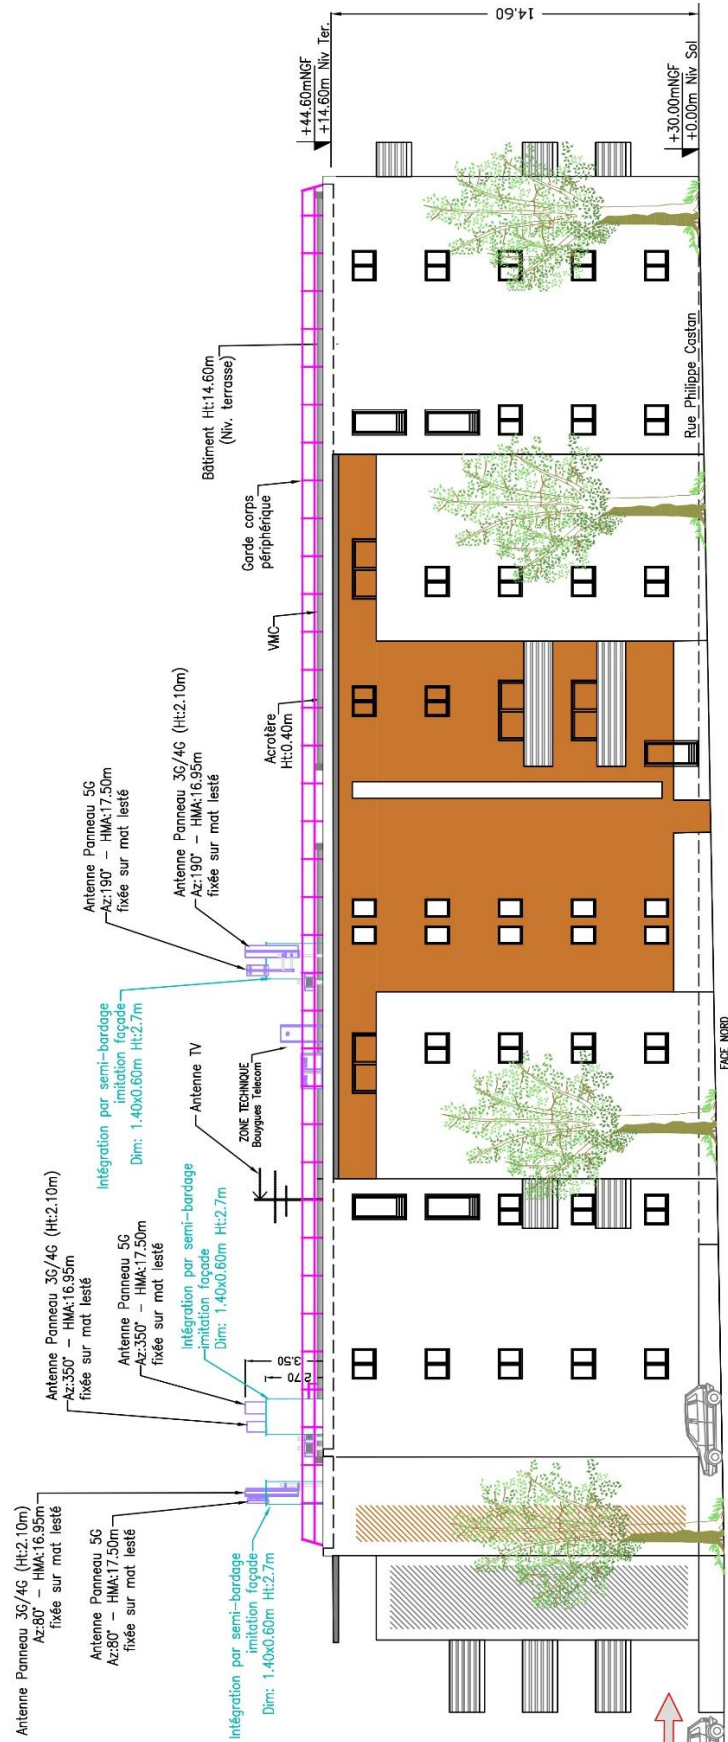 Antenne Panneau 3G/4G (Ht:2.10m)
Az:80° – HMA:16.95m
fixée sur mat lesté
Antenne Panneau 5G
Az:80° – HMA:17.50m
fixée sur mat lesté
Intégration par semi-bardage
imitation façade
Dim: 1.40x0.60m Ht:2.7m
Antenne Panneau 3G/4G (Ht:2.10m)
Az:350° – HMA:16.95m
fixée sur mat lesté
Antenne Panneau 5G
Az:350° – HMA:17.50m
fixée sur mat lesté
Intégration par semi-bardage
imitation façade
Dim: 1.40x0.60m Ht:2.7m
2.70
3.50
Antenne TV
ZONE TECHNIQUE
Bouygues Telecom
Intégration par semi-bardage
imitation façade
Dim: 1.40x0.60m Ht:2.7m
Antenne Panneau 5G
Az:190° – HMA:17.50m
fixée sur mat lesté
Antenne Panneau 3G/4G (Ht:2.10m)
Az:190° – HMA:16.95m
fixée sur mat lesté
Acrotère
Ht:0.40m
VMC
Garde corps
périphérique
Bâtiment Ht:14.60m
(Niv. terrasse)
+44.60mNGF
+14.60m Niv Ter.
14.60
+30.00mNGF
+0.00m Niv Sol
Rue Philippe Castan
FACE NORD